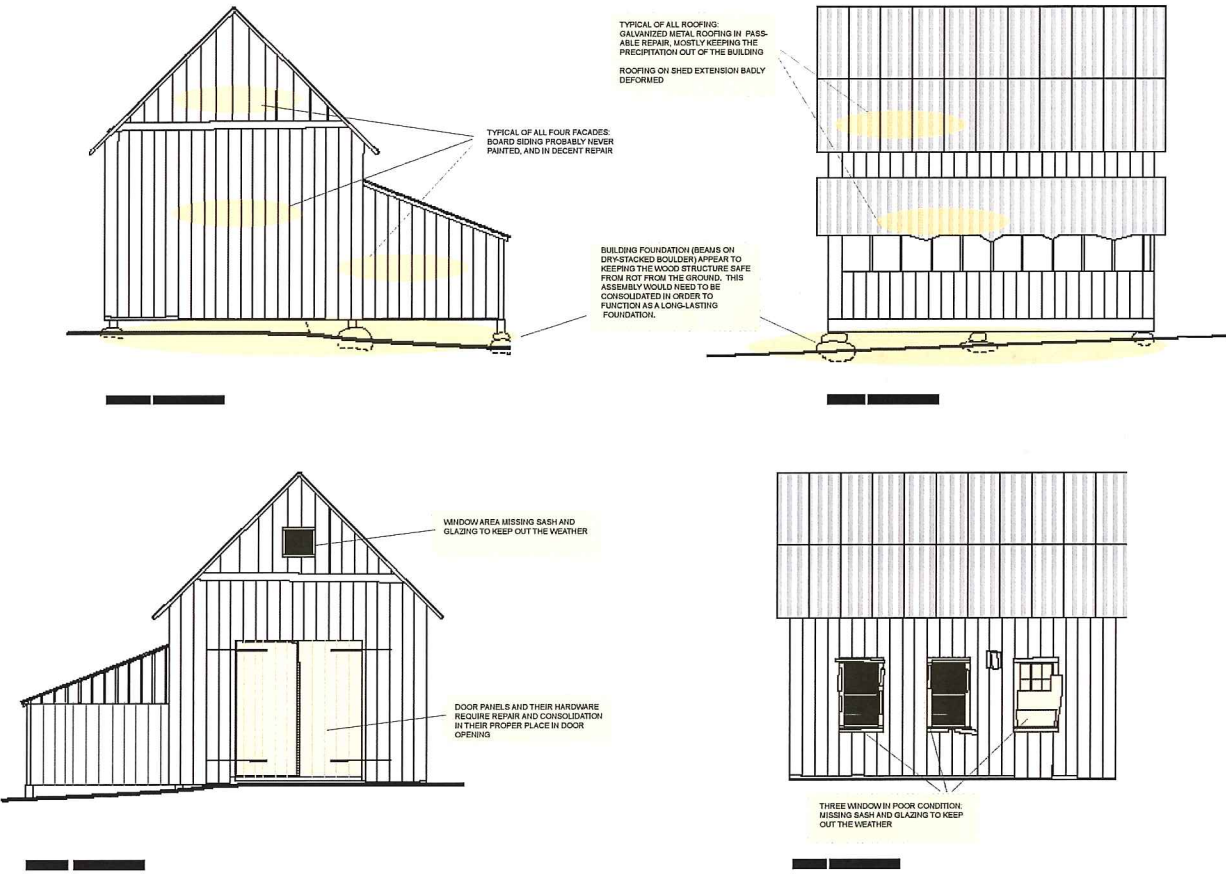 TYPICAL OF ALL ROOFING:
GALVANIZED METAL ROOFING IN PASS-
ABLE REPAIR, MOSTLY KEEPING THE
PRECIPITATION OUT OF THE BUILDING
ROOFING ON SHED EXTENSION BADLY
DEFORMED
TYPICAL OF ALL FOUR FACADES:
BOARD SIDING PROBABLY NEVER
PAINTED, AND IN DECENT REPAIR
BUILDING FOUNDATION (BEAMS ON
DRY-STACKED BOULDER) APPEAR TO
KEEPING THE WOOD STRUCTURE SAFE
FROM ROT FROM THE GROUND. THIS
ASSEMBLY WOULD NEED TO BE
CONSOLIDATED IN ORDER TO
FUNCTION AS A LONG-LASTING
FOUNDATION.
WINDOW AREA MISSING SASH AND
GLAZING TO KEEP OUT THE WEATHER
DOOR PANELS AND THEIR HARDWARE
REQUIRE REPAIR AND CONSOLIDATION
IN THEIR PROPER PLACE IN DOOR
OPENING
THREE WINDOW IN POOR CONDITION:
MISSING SASH AND GLAZING TO KEEP
OUT THE WEATHER